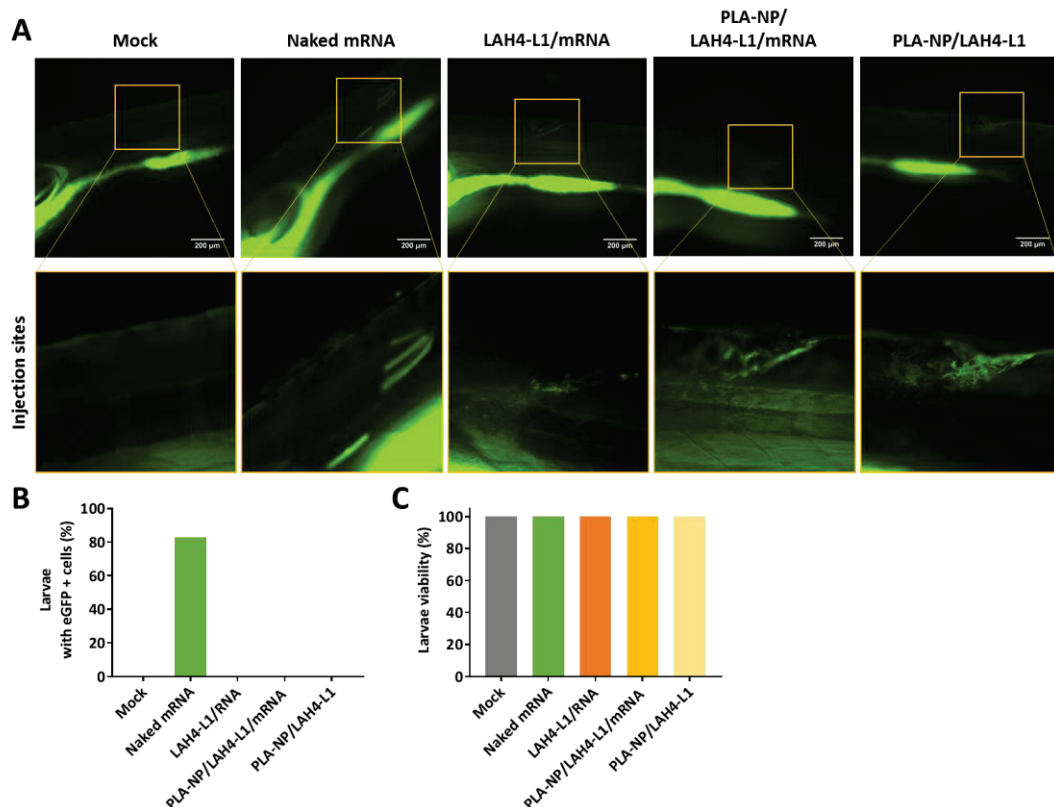 A
Mock
Naked mRNA
LAH4-L1/mRNA
PLA-NP/
LAH4-L1/mRNA
PLA-NP/LAH4-L1
200 µm
200 µm
200 µm
200 µm
200 µm
Injection sites
B
Larvae
with eGFP + cells (%)
100
80
60
40
20
0
Mock
Naked mRNA
LAH4-L1/RNA
PLA-NP/LAH4-L1/mRNA
PLA-NP/LAH4-L1
C
Larvae viability (%)
100
80
60
40
20
0
Mock
Naked mRNA
LAH4-L1/RNA
PLA-NP/LAH4-L1/mRNA
PLA-NP/LAH4-L1